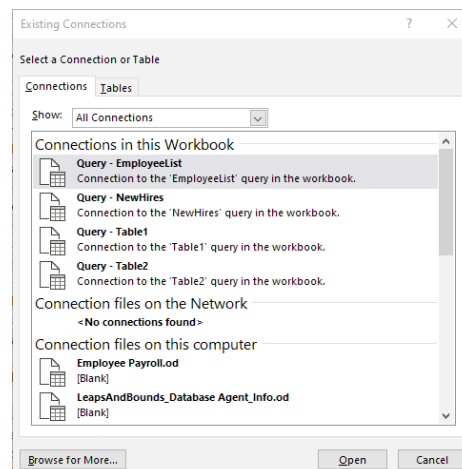 Existing Connections ?
Select a Connection or Table
Connections Tables
Show: All Connections
Connections in this Workbook
Query - EmployeeList
Connection to the 'EmployeeList' query in the workbook.
Query - NewHires
Connection to the 'NewHires' query in the workbook.
Query - Table1
Connection to the 'Table1' query in the workbook.
Query - Table2
Connection to the 'Table2' query in the workbook.
Connection files on the Network
<No connections found>
Connection files on this computer
Employee Payroll.od
[Blank]
LeapsAndBounds_Database Agent_Info.od
[Blank]
Browse for More... Open Cancel